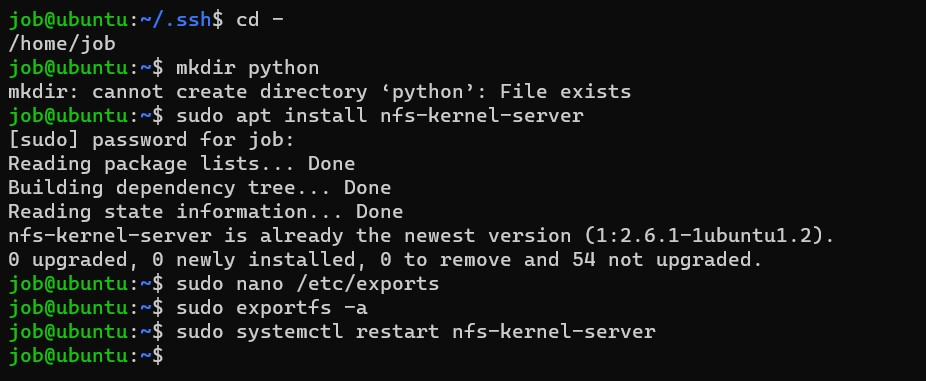 job@ubuntu:~/.ssh$ cd -
/home/job
job@ubuntu:~$ mkdir python
mkdir: cannot create directory ‘python’: File exists
job@ubuntu:~$ sudo apt install nfs-kernel-server
[sudo] password for job:
Reading package lists... Done
Building dependency tree... Done
Reading state information... Done
nfs-kernel-server is already the newest version (1:2.6.1-1ubuntu1.2).
0 upgraded, 0 newly installed, 0 to remove and 54 not upgraded.
job@ubuntu:~$ sudo nano /etc/exports
job@ubuntu:~$ sudo exportfs -a
job@ubuntu:~$ sudo systemctl restart nfs-kernel-server
job@ubuntu:~$